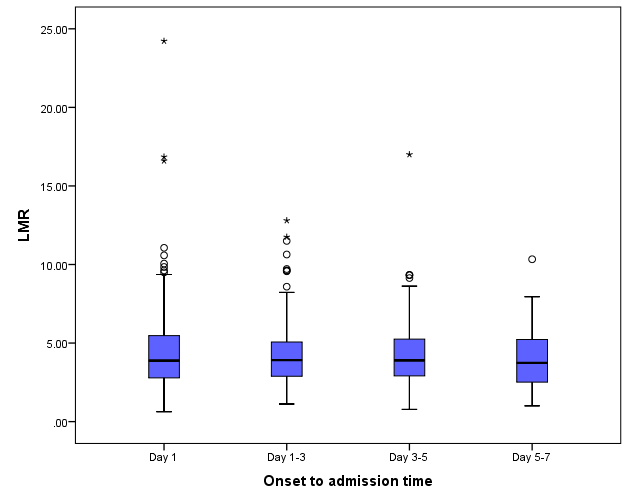 25.00
20.00
15.00
10.00
5.00
.00
LMR
Day 1
Day 1-3
Day 3-5
Day 5-7
Onset to admission time